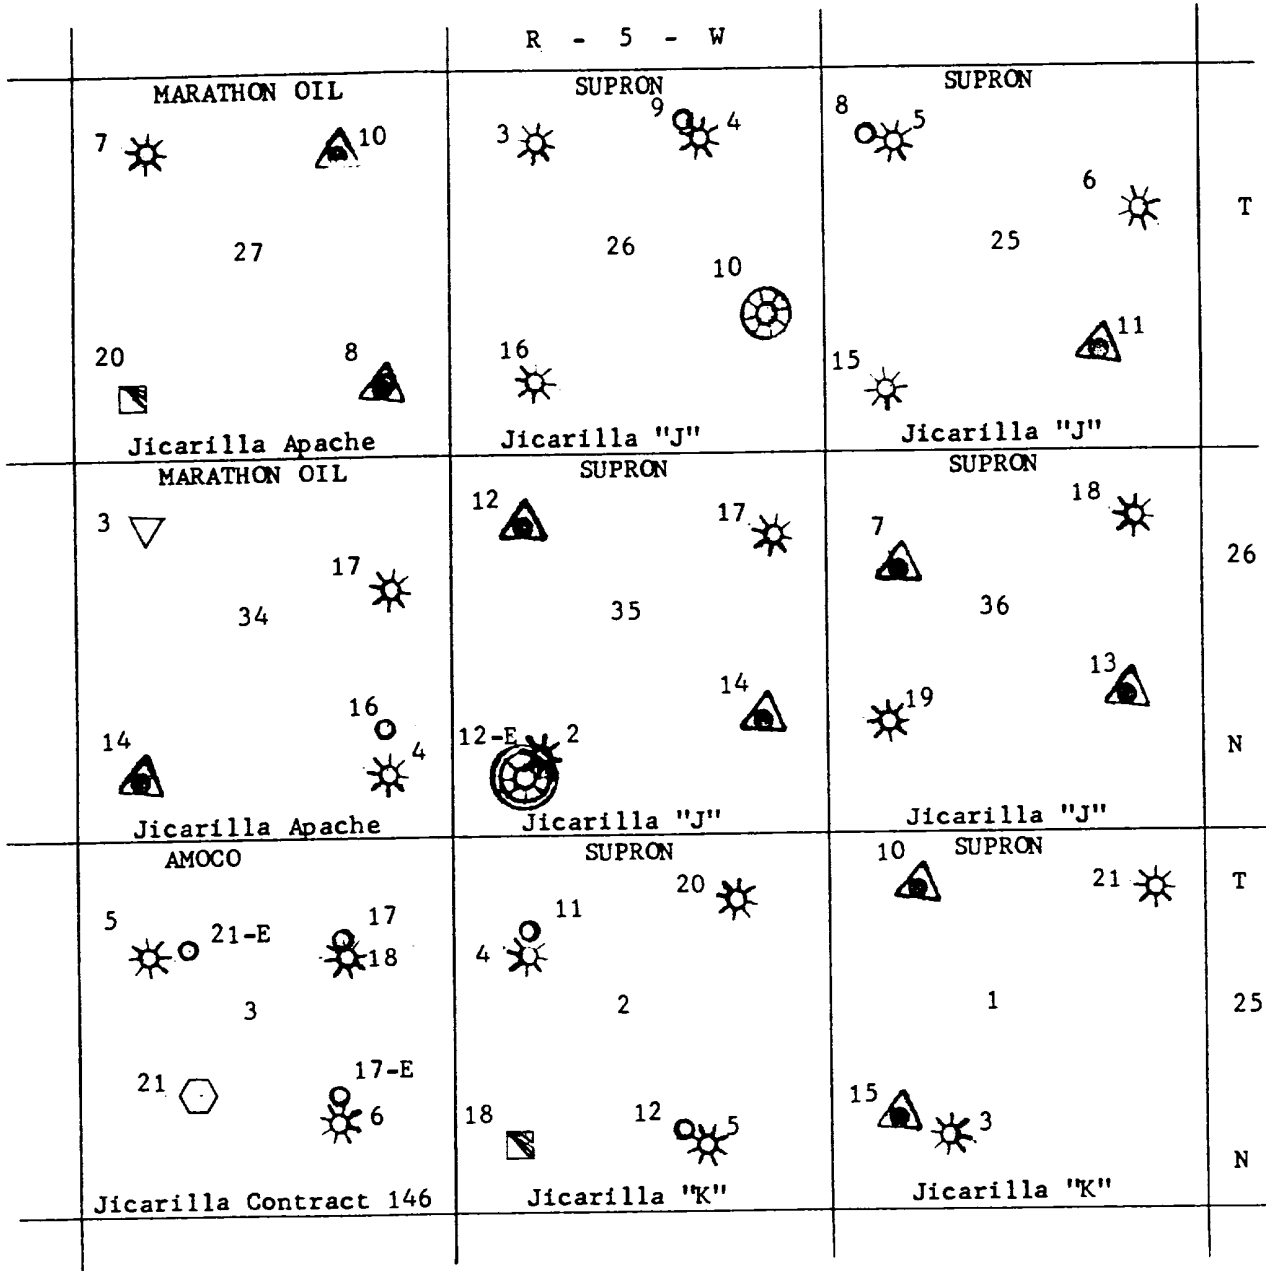 R - 5 - W
MARATHON OIL
7
10
27
20
8
Jicarilla Apache
SUPRON
9
4
3
26
10
16
Jicarilla "J"
SUPRON
8
5
6
25
11
15
Jicarilla "J"
T
MARATHON OIL
3
17
34
16
14
4
Jicarilla Apache
SUPRON
12
17
35
14
12-E
2
Jicarilla "J"
SUPRON
18
7
36
13
19
Jicarilla "J"
26
N
AMOCO
5
21-E
17
18
3
17-E
21
6
Jicarilla Contract 146
SUPRON
20
11
4
2
18
12
5
Jicarilla "K"
SUPRON
10
21
1
15
3
Jicarilla "K"
T
25
N